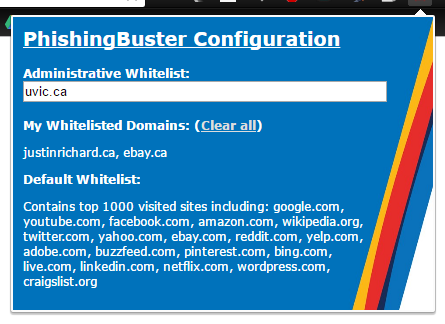 PhishingBuster Configuration
Administrative Whitelist:
uvic.ca
My Whitelisted Domains: (Clear all)
justinrichard.ca, ebay.ca
Default Whitelist:
Contains top 1000 visited sites including: google.com,
youtube.com, facebook.com, amazon.com, wikipedia.org,
twitter.com, yahoo.com, ebay.com, reddit.com, yelp.com,
adobe.com, buzzfeed.com, pinterest.com, bing.com,
live.com, linkedin.com, netflix.com, wordpress.com,
craigslist.org